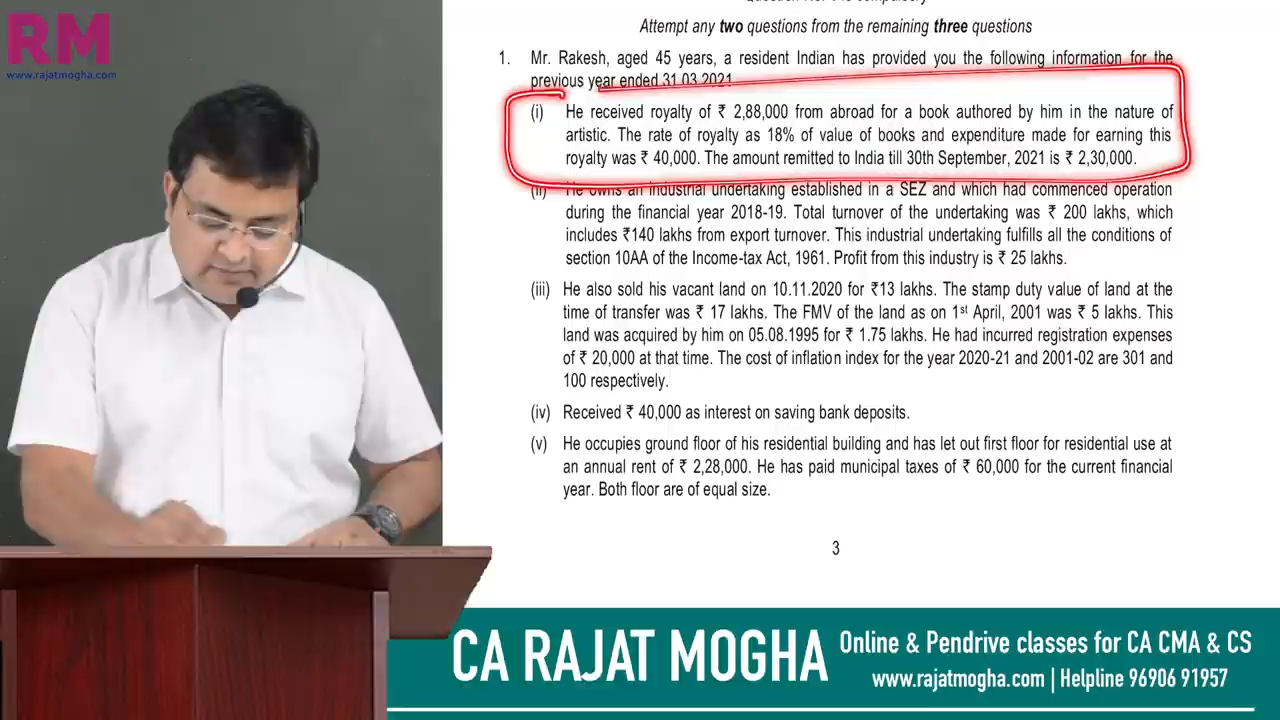 RM
www.rajatmogha.com
Attempt any two questions from the remaining three questions
1. Mr. Rakesh, aged 45 years, a resident Indian has provided you the following information for the
previous year ended 31.03.2021
(i) He received royalty of ₹ 2,88,000 from abroad for a book authored by him in the nature of
artistic. The rate of royalty as 18% of value of books and expenditure made for earning this
royalty was ₹ 40,000. The amount remitted to India till 30th September, 2021 is ₹ 2,30,000.
(ii) He owns an industrial undertaking established in a SEZ and which had commenced operation
during the financial year 2018-19. Total turnover of the undertaking was ₹ 200 lakhs, which
includes ₹140 lakhs from export turnover. This industrial undertaking fulfills all the conditions of
section 10AA of the Income-tax Act, 1961. Profit from this industry is ₹ 25 lakhs.
(iii) He also sold his vacant land on 10.11.2020 for ₹13 lakhs. The stamp duty value of land at the
time of transfer was ₹ 17 lakhs. The FMV of the land as on 1st April, 2001 was ₹ 5 lakhs. This
land was acquired by him on 05.08.1995 for ₹ 1.75 lakhs. He had incurred registration expenses
of ₹ 20,000 at that time. The cost of inflation index for the year 2020-21 and 2001-02 are 301 and
100 respectively.
(iv) Received ₹ 40,000 as interest on saving bank deposits.
(v) He occupies ground floor of his residential building and has let out first floor for residential use at
an annual rent of ₹ 2,28,000. He has paid municipal taxes of ₹ 60,000 for the current financial
year. Both floor are of equal size.
3
CA RAJAT MOGHA
Online & Pendrive classes for CA CMA & CS
www.rajatmogha.com | Helpline 96906 91957